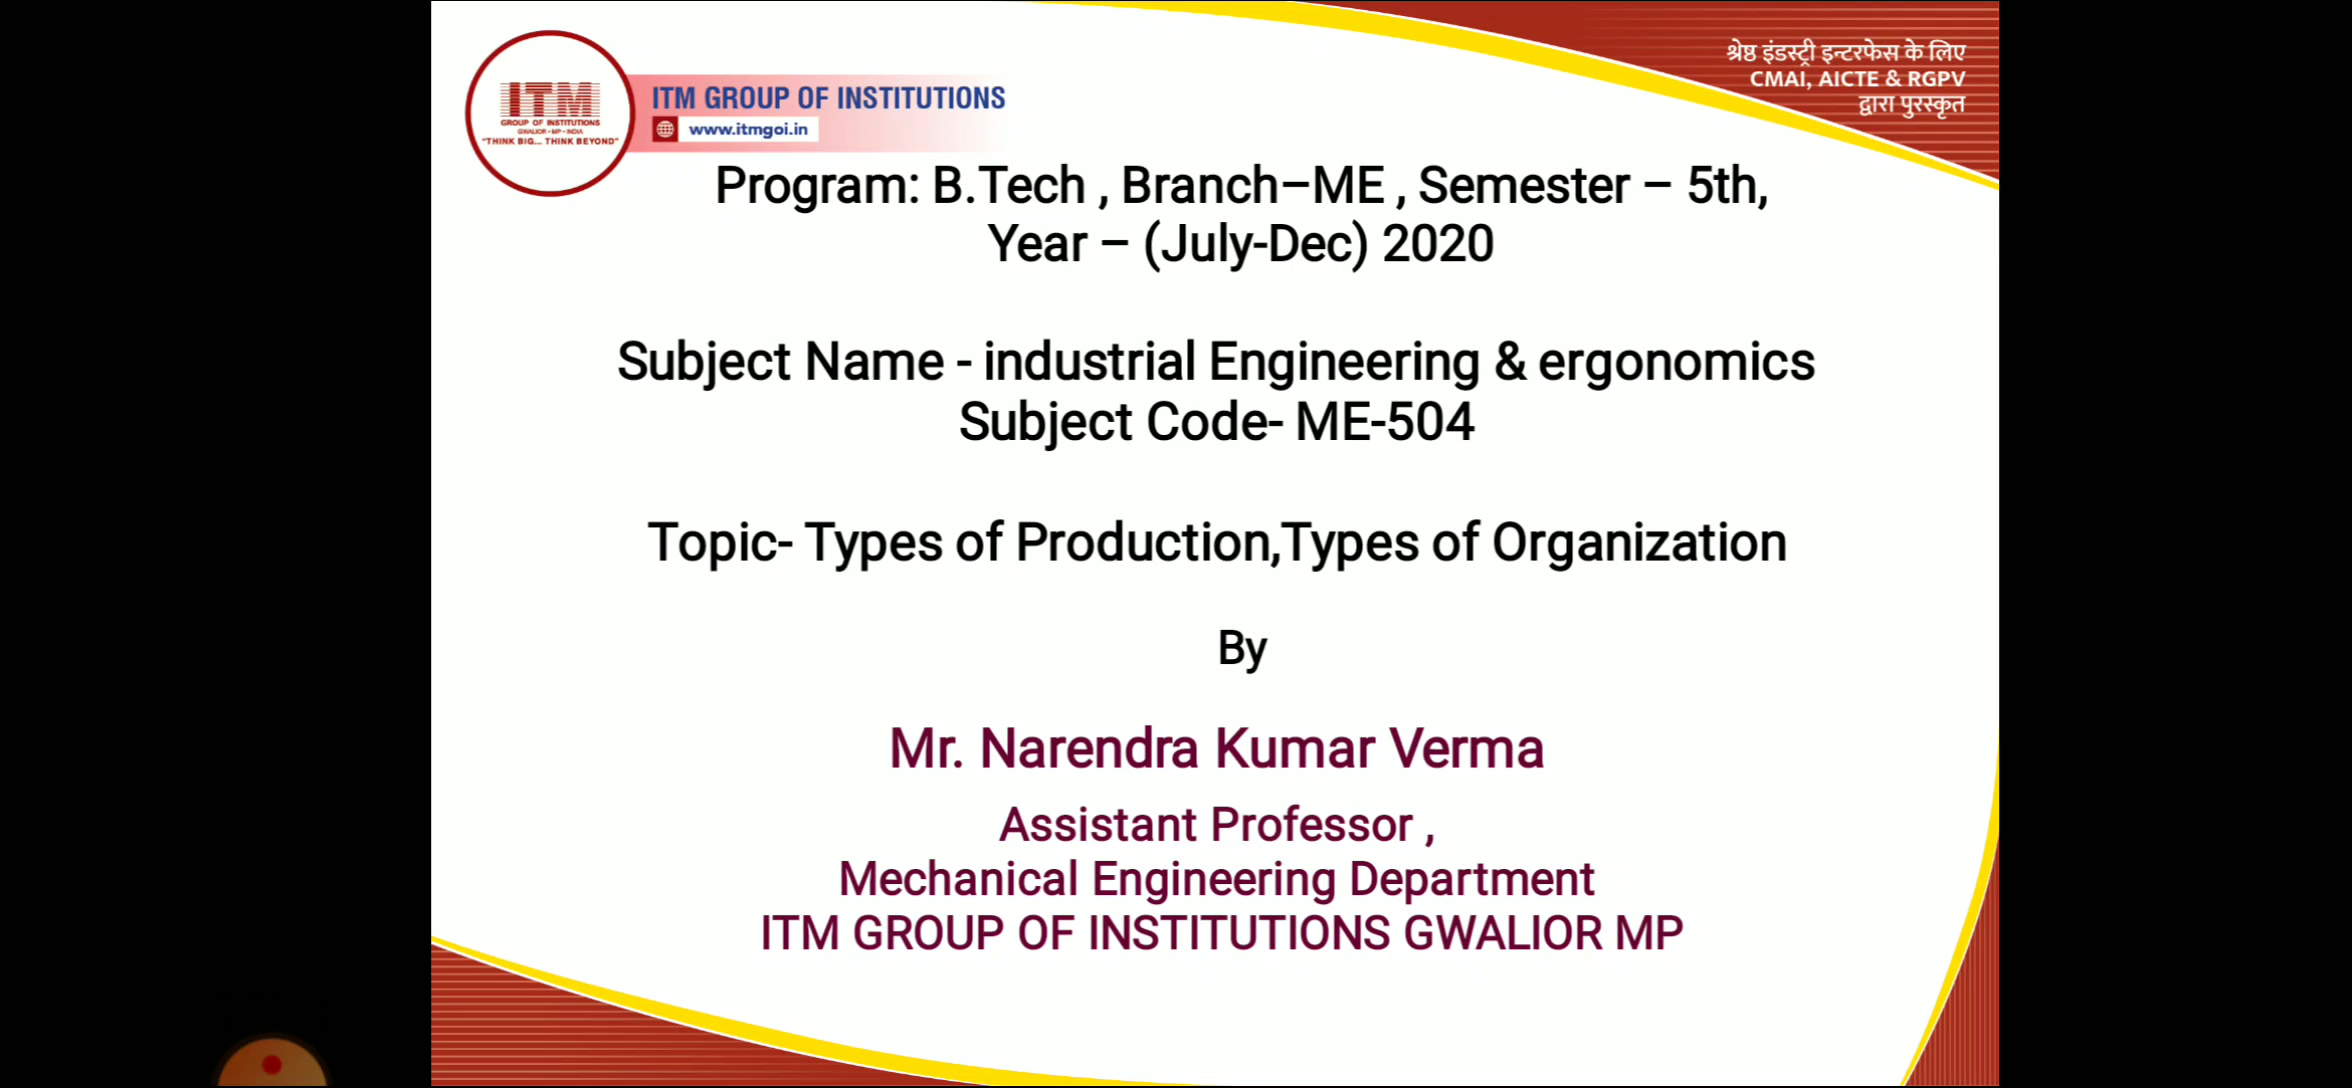 ITM
GROUP OF INSTITUTIONS
GWALIOR • MP • INDIA
"THINK BIG... THINK BEYOND"
ITM GROUP OF INSTITUTIONS
www.itmgoi.in
श्रेष्ठ इंडस्ट्री इन्टरफेस के लिए
CMAI, AICTE & RGPV
द्वारा पुरस्कृत
Program: B.Tech , Branch–ME , Semester – 5th,
Year – (July-Dec) 2020
Subject Name - industrial Engineering & ergonomics
Subject Code- ME-504
Topic- Types of Production,Types of Organization
By
Mr. Narendra Kumar Verma
Assistant Professor ,
Mechanical Engineering Department
ITM GROUP OF INSTITUTIONS GWALIOR MP